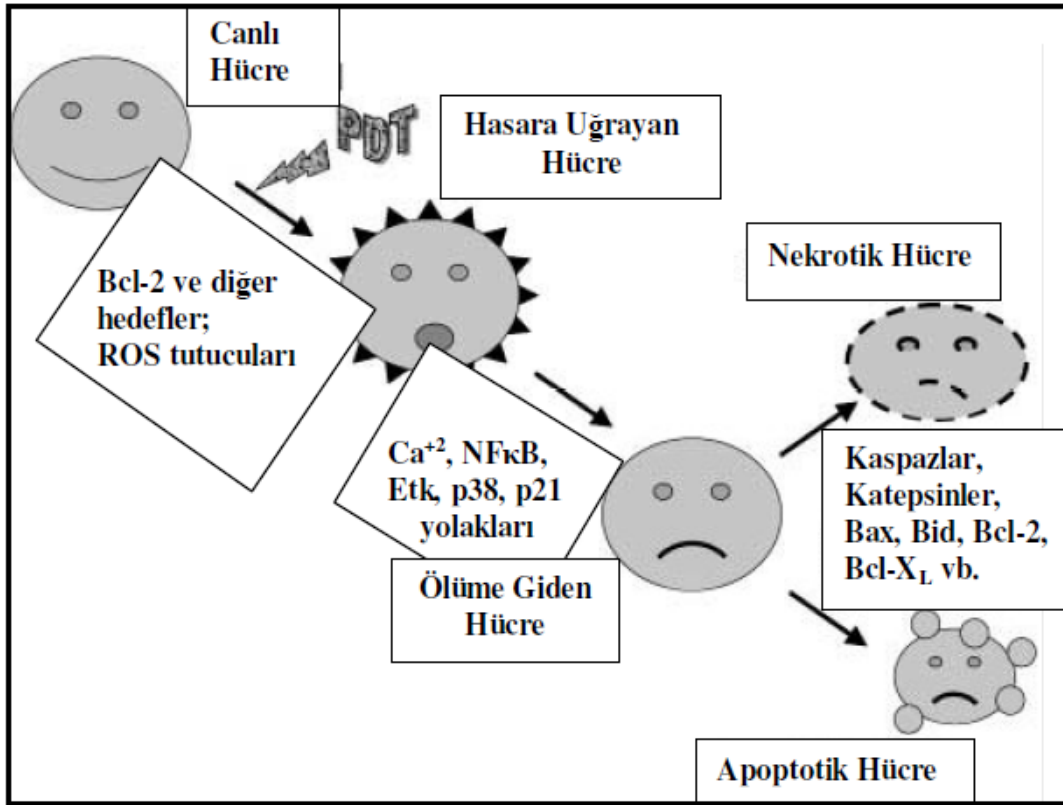 Canlı
Hücre
PDT
Hasara Uğrayan
Hücre
Bcl-2 ve diğer
hedefler;
ROS tutucuları
Nekrotik Hücre
Ca⁺², NFκB,
Etk, p38, p21
yolakları
Kaspazlar,
Katepsinler,
Bax, Bid, Bcl-2,
Bcl-X_L vb.
Ölüme Giden
Hücre
Apoptotik Hücre